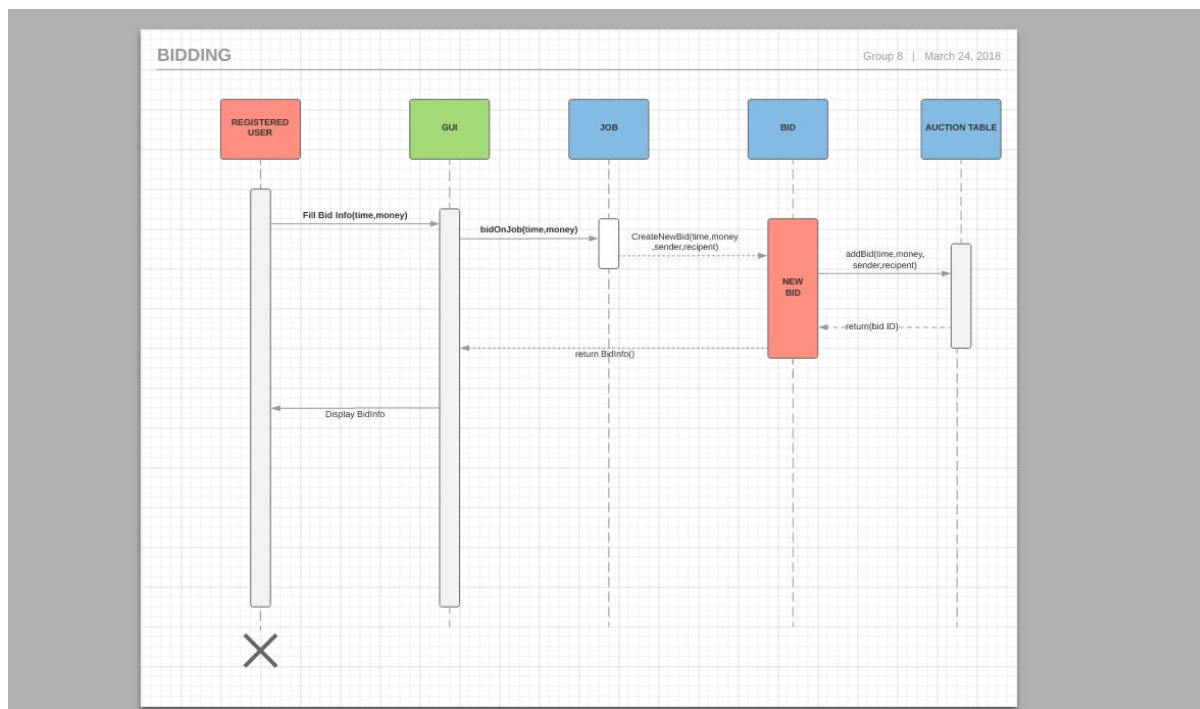 BIDDING
Group 8 | March 24, 2018
REGISTERED
USER
GUI
JOB
BID
AUCTION TABLE
Fill Bid Info(time,money)
bidOnJob(time,money)
CreateNewBid(time,money
,sender,recipent)
addBid(time,money,
sender,recipent)
NEW
BID
return(bid ID)
return BidInfo()
Display BidInfo